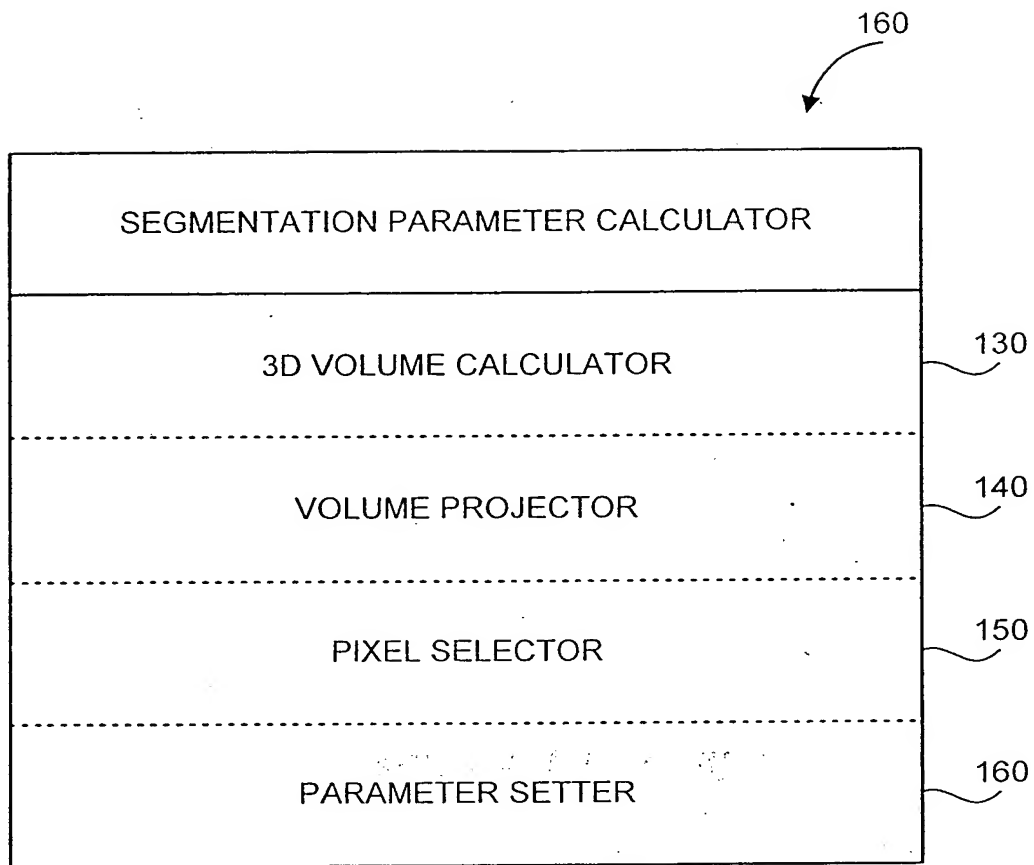 160
SEGMENTATION PARAMETER CALCULATOR
3D VOLUME CALCULATOR
130
VOLUME PROJECTOR
140
PIXEL SELECTOR
150
PARAMETER SETTER
160